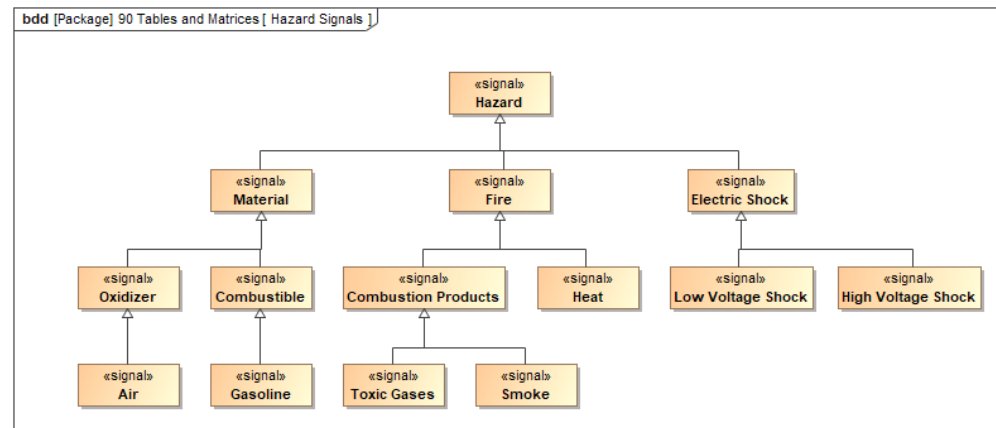 bdd [Package] 90 Tables and Matrices [ Hazard Signals ]
«signal»
Hazard
«signal»
Material
«signal»
Fire
«signal»
Electric Shock
«signal»
Oxidizer
«signal»
Combustible
«signal»
Combustion Products
«signal»
Heat
«signal»
Low Voltage Shock
«signal»
High Voltage Shock
«signal»
Air
«signal»
Gasoline
«signal»
Toxic Gases
«signal»
Smoke